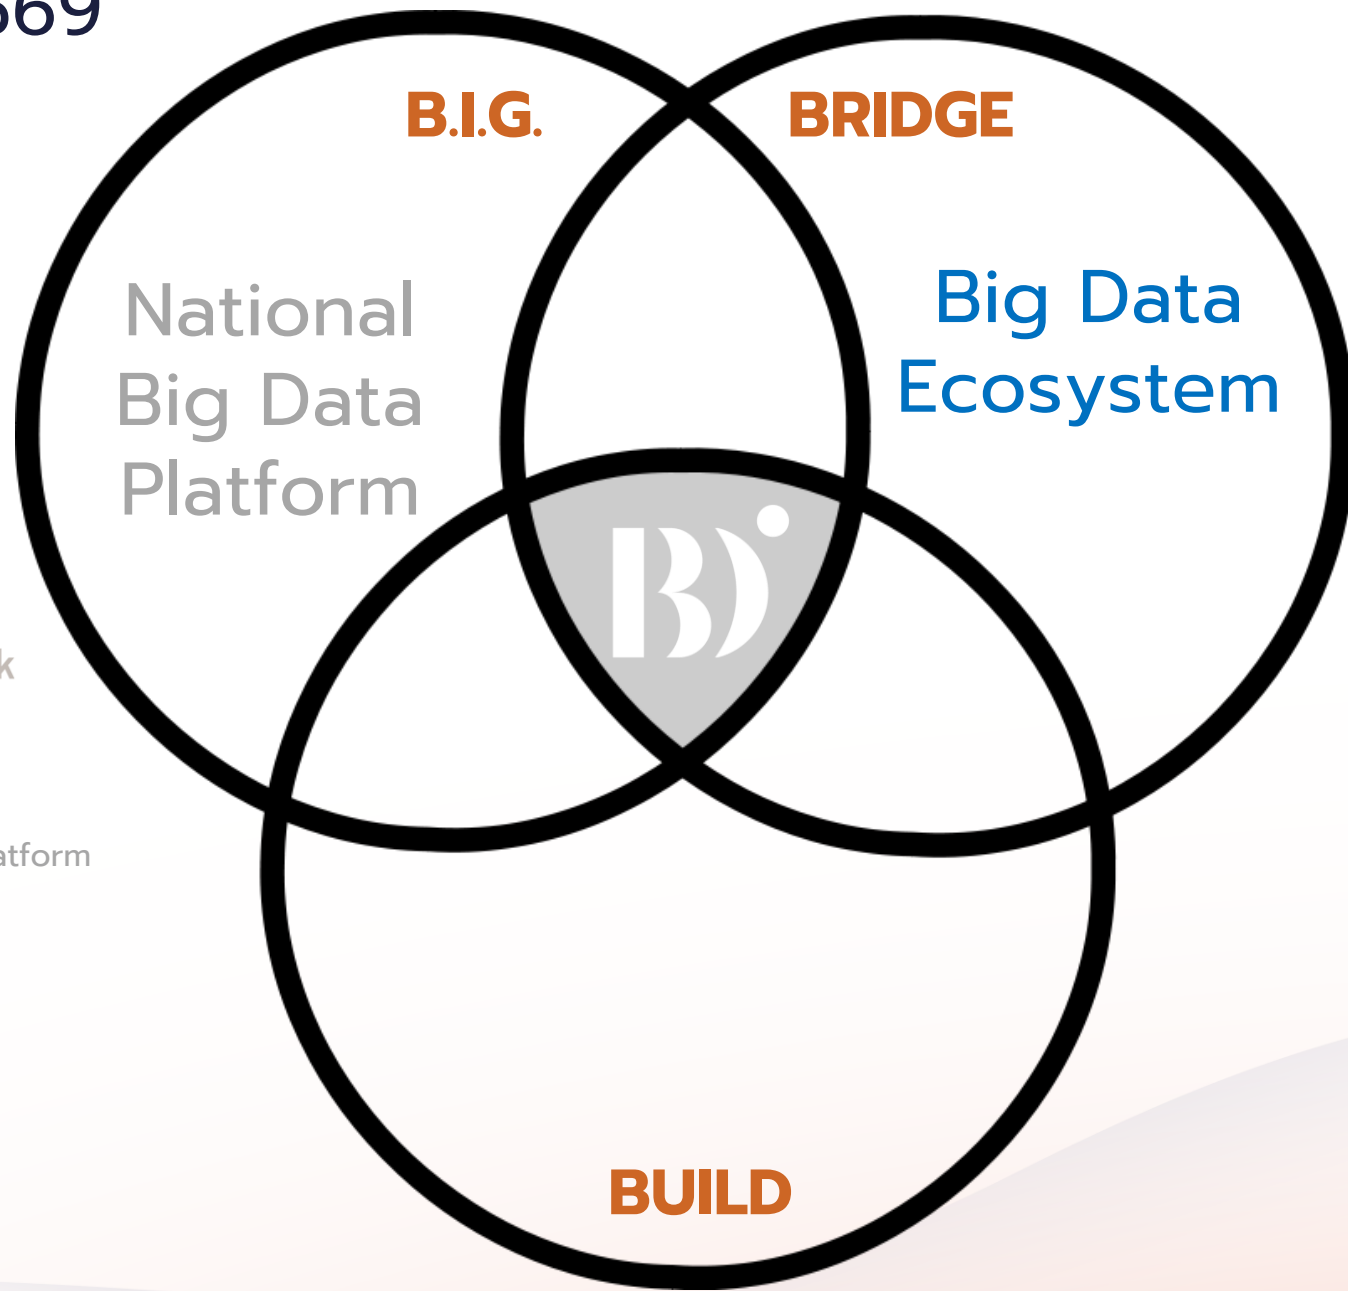 B.I.G.
BRIDGE
National
Big Data
Platform
Big Data
Ecosystem
BUILD